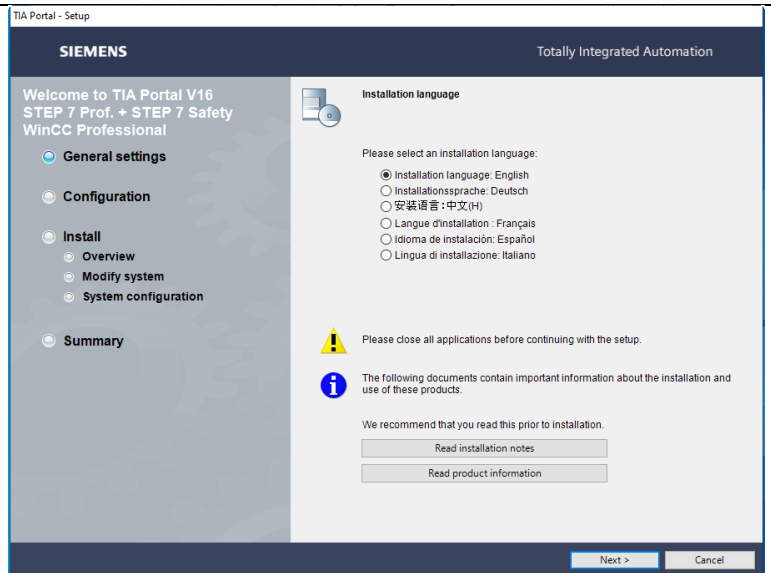 TIA Portal - Setup
SIEMENS
Totally Integrated Automation
Welcome to TIA Portal V16
STEP 7 Prof. + STEP 7 Safety
WinCC Professional
General settings
Configuration
Install
Overview
Modify system
System configuration
Summary
Installation language
Please select an installation language:
Installation language: English
Installationssprache: Deutsch
安装语言:中文(H)
Langue d'installation : Français
Idioma de instalación: Español
Lingua di installazione: Italiano
Please close all applications before continuing with the setup.
The following documents contain important information about the installation and
use of these products.
We recommend that you read this prior to installation.
Read installation notes
Read product information
Next >
Cancel